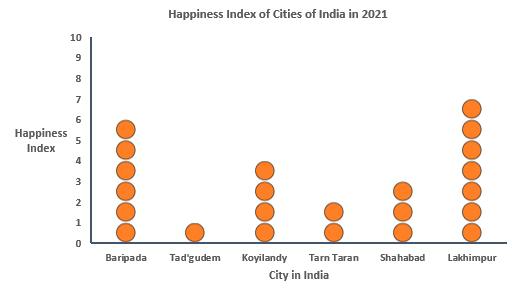 Happiness Index of Cities of India in 2021
10
9
8
7
6
5
4
3
2
1
0
Happiness
Index
Baripada Tad'gudem Koyilandy Tarn Taran Shahabad Lakhimpur
City in India